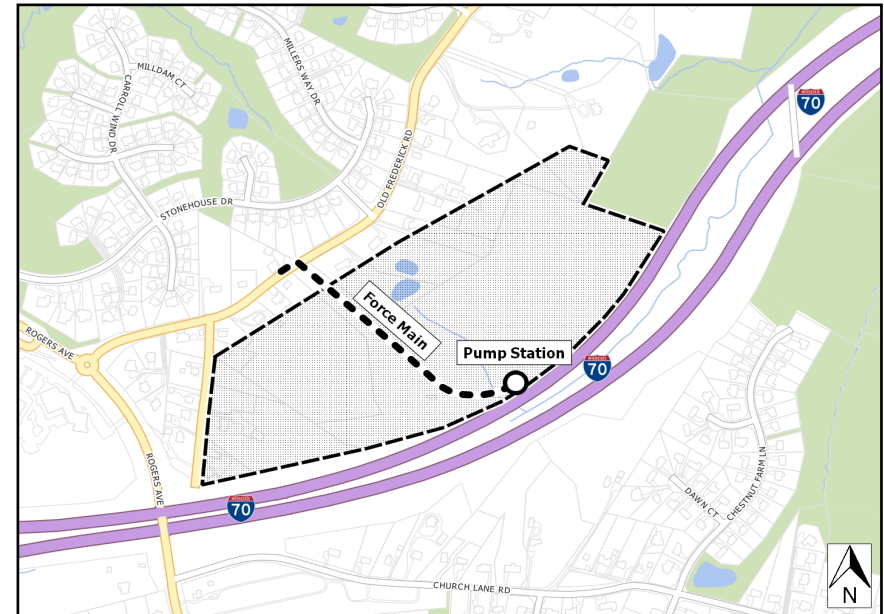 MILLDAM CT
MILLERS WAY DR
CARROLL WIND DR
OLD FREDERICK RD
STONEHOUSE DR
70
Force Main
Pump Station
70
ROGERS AVE
ROGERS AVE
70
DAWN CT
CHESTNUT FARM LN
CHURCH LANE RD
N